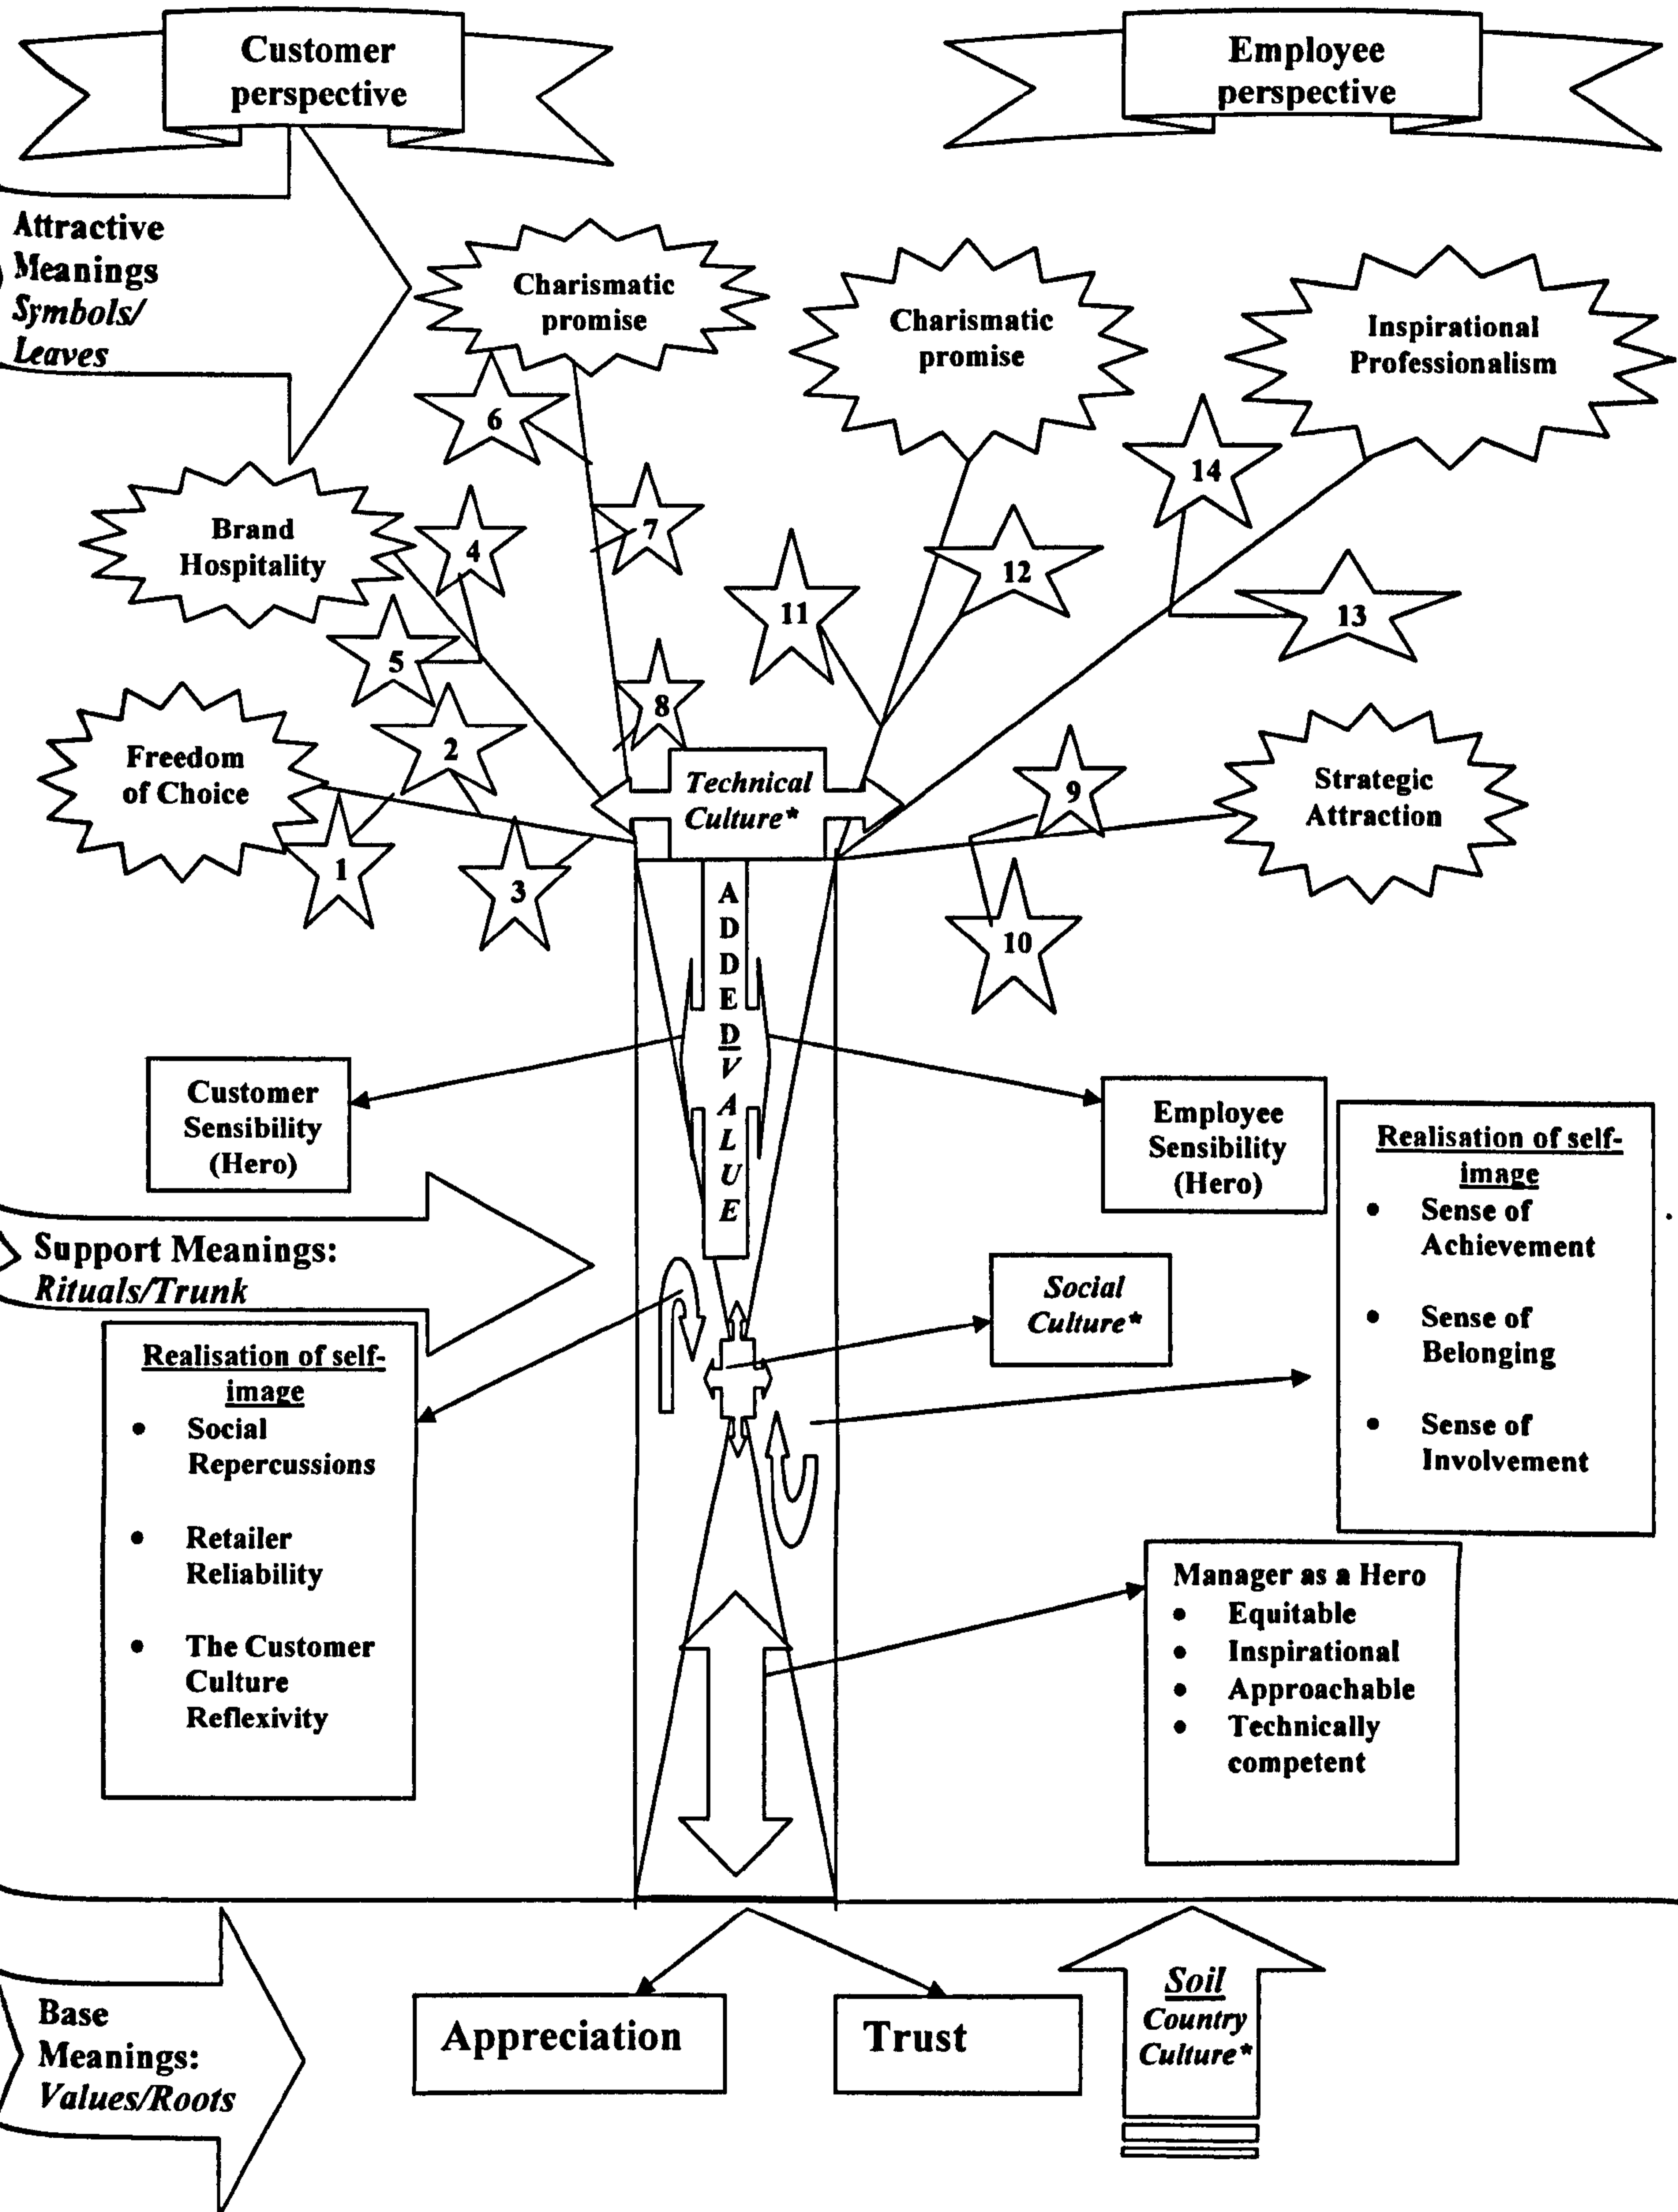 Customer
perspective
Employee
perspective
Attractive
Meanings
Symbols/
Leaves
Charismatic
promise
Charismatic
promise
Inspirational
Professionalism
6
14
Brand
Hospitality
4
7
12
11
13
5
8
2
Freedom
of Choice
Technical
Culture*
9
Strategic
Attraction
1
3
10
A
D
D
E
D
V
A
L
U
E
Customer
Sensibility
(Hero)
Employee
Sensibility
(Hero)
Realisation of self-
image
• Sense of
Achievement
• Sense of
Belonging
• Sense of
Involvement
Support Meanings:
Rituals/Trunk
Social
Culture*
Realisation of self-
image
• Social
Repercussions
• Retailer
Reliability
• The Customer
Culture
Reflexivity
Manager as a Hero
• Equitable
• Inspirational
• Approachable
• Technically
competent
Base
Meanings:
Values/Roots
Appreciation
Trust
Soil
Country
Culture*